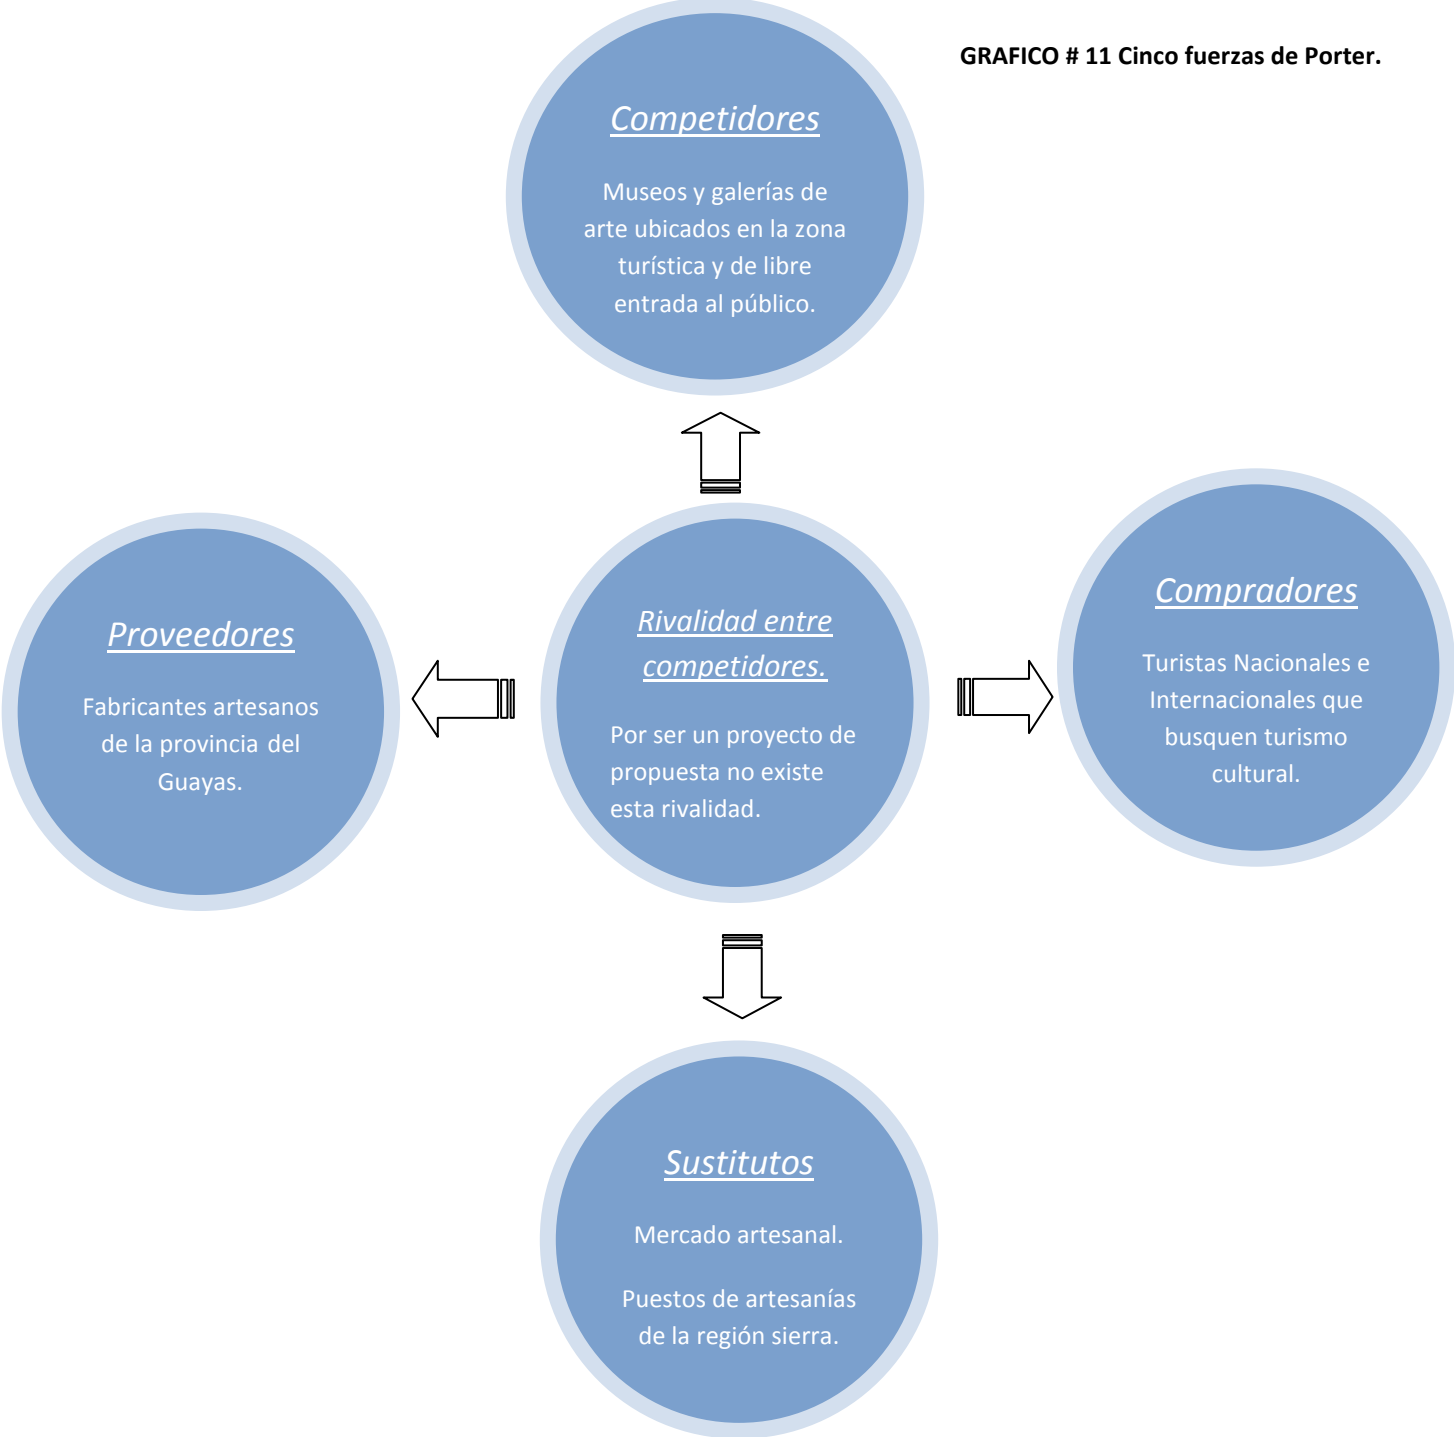 GRAFICO # 11 Cinco fuerzas de Porter.
Competidores
Museos y galerías de
arte ubicados en la zona
turística y de libre
entrada al público.
Proveedores
Fabricantes artesanos
de la provincia del
Guayas.
Rivalidad entre
competidores.
Por ser un proyecto de
propuesta no existe
esta rivalidad.
Compradores
Turistas Nacionales e
Internacionales que
busquen turismo
cultural.
Sustitutos
Mercado artesanal.
Puestos de artesanías
de la región sierra.